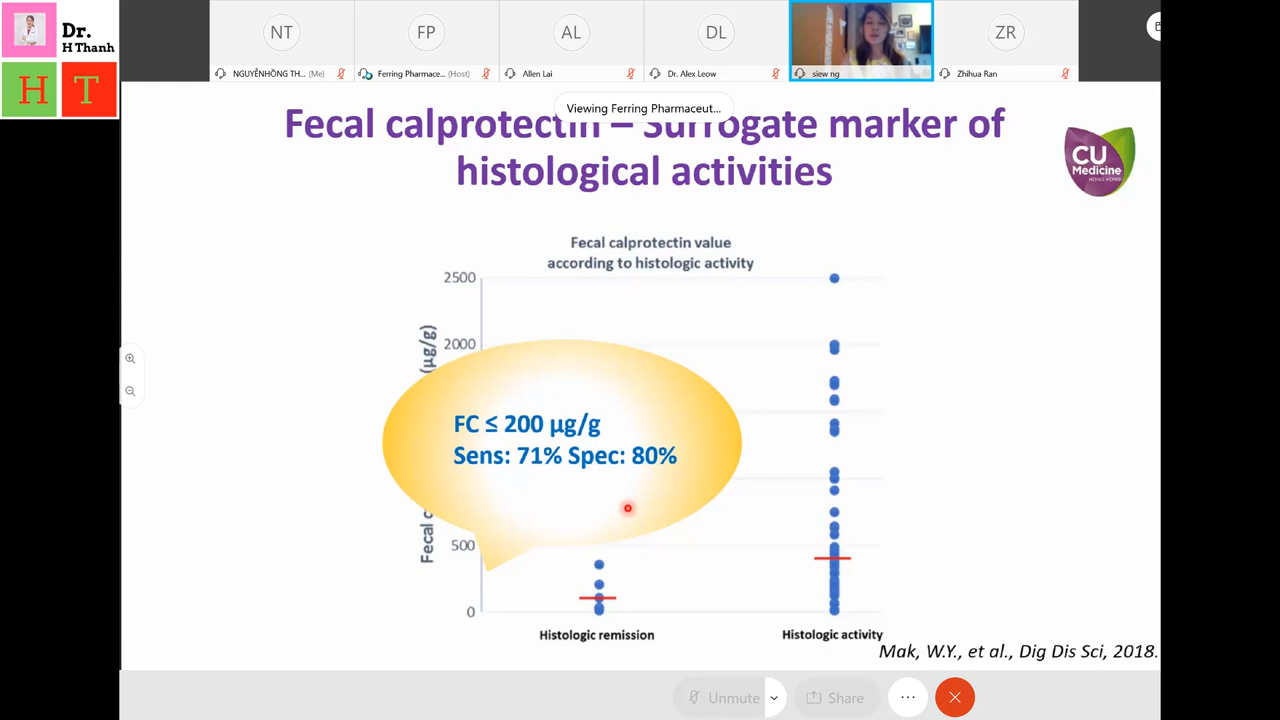 Dr.
H Thanh
H T
NT
FP
AL
DL
ZR
NGUYỄNHỒNG TH... (Me)
Ferring Pharmace... (Host)
Allen Lai
Dr. Alex Leow
siew ng
Zhihua Ran
Viewing Ferring Pharmaceut...
Fecal calprotectin – Surrogate marker of
histological activities
CU
Medicine
HONG KONG
Fecal calprotectin value
according to histologic activity
2500
2000
500
0
Fecal (µg/g)
FC ≤ 200 µg/g
Sens: 71% Spec: 80%
Histologic remission
Histologic activity
Mak, W.Y., et al., Dig Dis Sci, 2018.
Unmute
Share